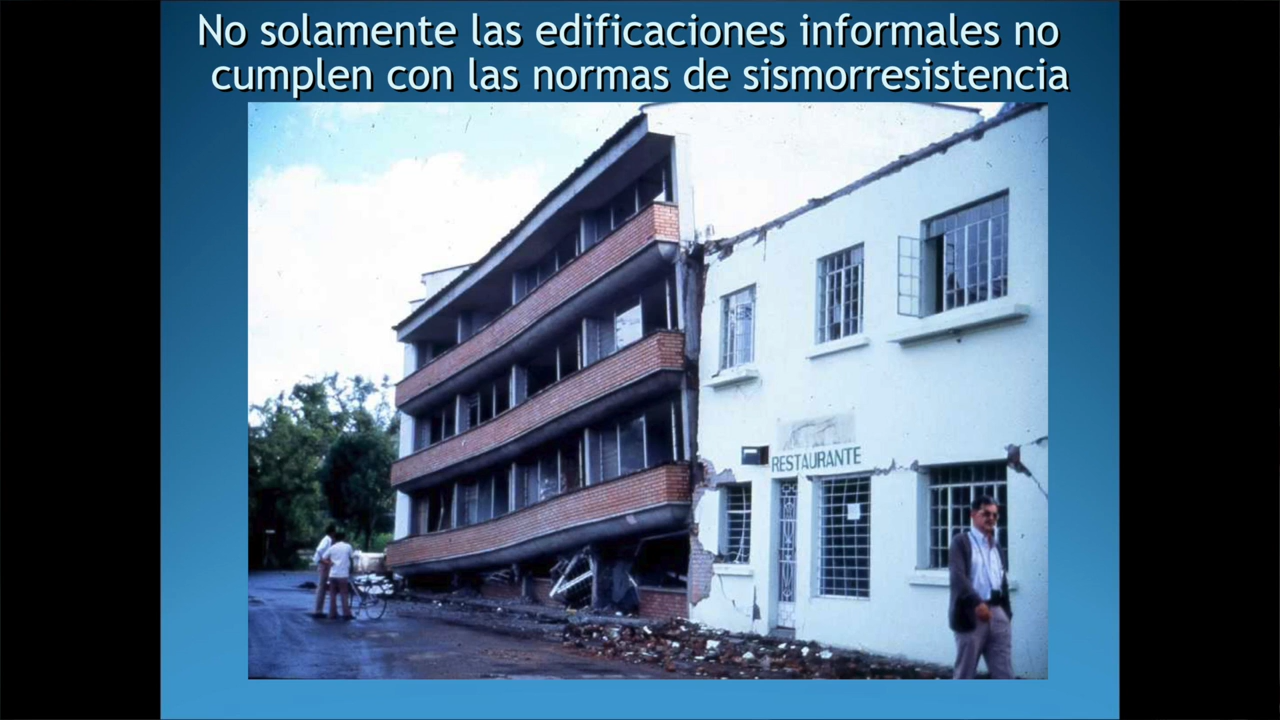 No solamente las edificaciones informales no
cumplen con las normas de sismorresistencia
RESTAURANTE